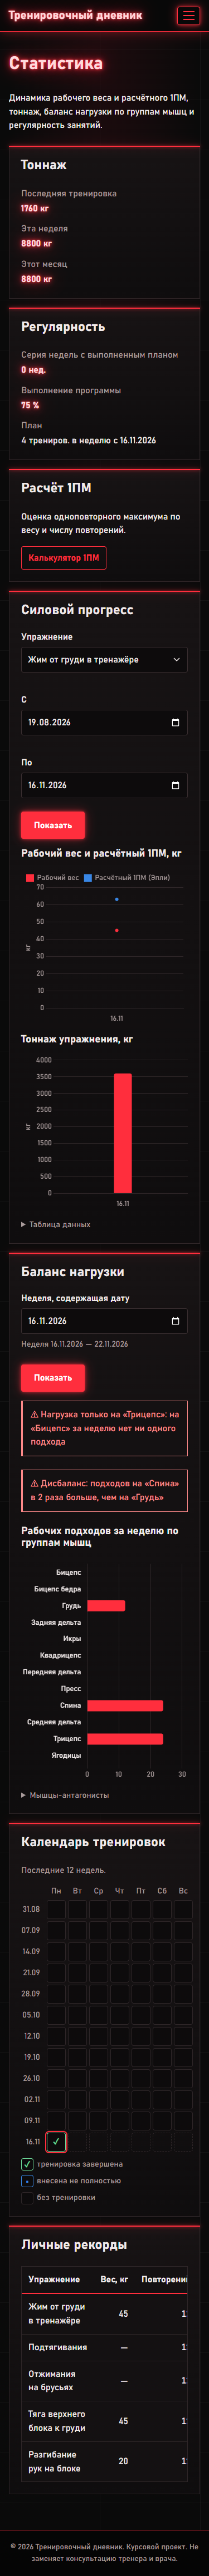 Тренировочный дневник
Статистика
Динамика рабочего веса и расчётного 1ПМ,
тоннаж, баланс нагрузки по группам мышц и
регулярность занятий.
Тоннаж
Последняя тренировка
1760 кг
Эта неделя
8800 кг
Этот месяц
8800 кг
Регулярность
Серия недель с выполненным планом
0 нед.
Выполнение программы
75 %
План
4 трениров. в неделю с 16.11.2026
Расчёт 1ПМ
Оценка одноповторного максимума по
весу и числу повторений.
Калькулятор 1ПМ
Силовой прогресс
Упражнение
Жим от груди в тренажёре
С
19.08.2026
По
16.11.2026
Показать
Рабочий вес и расчётный 1ПМ, кг
Рабочий вес Расчётный 1ПМ (Эпли)
70
60
50
40
кг
30
20
10
0
16.11
Тоннаж упражнения, кг
4000
3500
3000
2500
кг
2000
1500
1000
500
0
16.11
Таблица данных
Баланс нагрузки
Неделя, содержащая дату
16.11.2026
Неделя 16.11.2026 — 22.11.2026
Показать
⚠ Нагрузка только на «Трицепс»: на
«Бицепс» за неделю нет ни одного
подхода
⚠ Дисбаланс: подходов на «Спина»
в 2 раза больше, чем на «Грудь»
Рабочих подходов за неделю по
группам мышц
Бицепс
Бицепс бедра
Грудь
Задняя дельта
Икры
Квадрицепс
Передняя дельта
Пресс
Спина
Средняя дельта
Трицепс
Ягодицы
0 10 20 30
Мышцы-антагонисты
Календарь тренировок
Последние 12 недель.
Пн Вт Ср Чт Пт Сб Вс
31.08
07.09
14.09
21.09
28.09
05.10
12.10
19.10
26.10
02.11
09.11
16.11 ✓
✓ тренировка завершена
внесена не полностью
без тренировки
Личные рекорды
Упражнение Вес, кг
Жим от груди
в тренажёре 45
Подтягивания —
Отжимания
на брусьях —
Тяга верхнего
блока к груди 45
Разгибание
рук на блоке 20
© 2026 Тренировочный дневник. Курсовой проект. Не
заменяет консультацию тренера и врача.